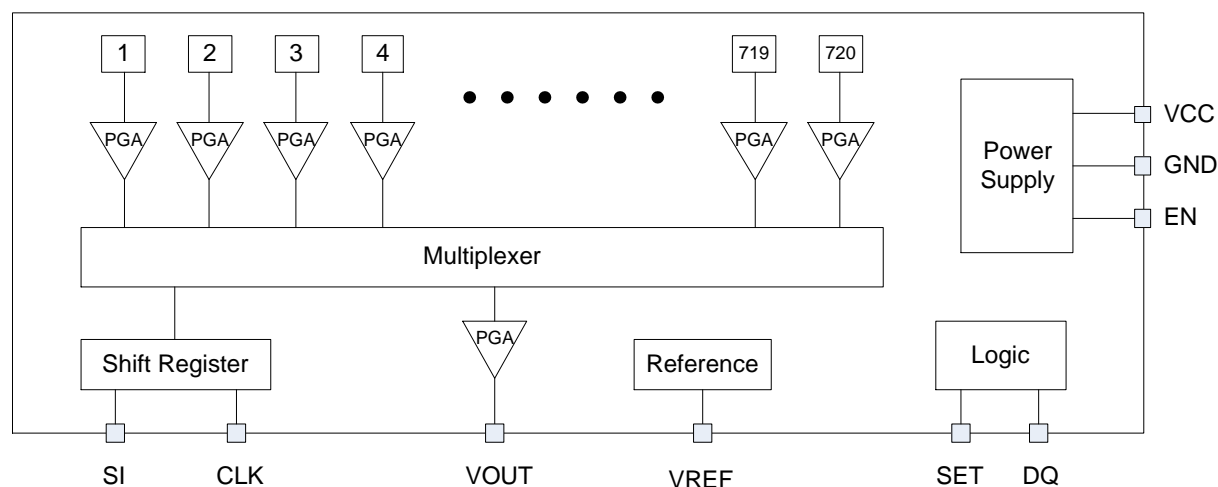 1 2 3 4 719 720
PGA PGA PGA PGA PGA PGA
VCC
Power
Supply
GND
EN
Multiplexer
PGA
Shift Register
Reference
Logic
SI CLK VOUT VREF SET DQ